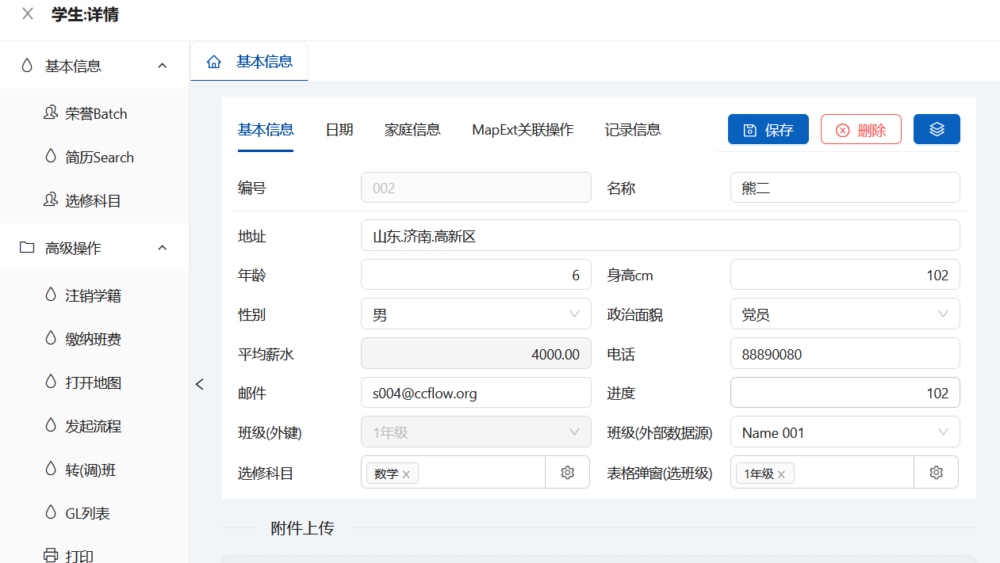 学生:详情
基本信息
荣誉Batch
简历Search
选修科目
高级操作
注销学籍
缴纳班费
打开地图
发起流程
转(调)班
GL列表
打印
基本信息
基本信息 日期 家庭信息 MapExt关联操作 记录信息 保存 删除
编号 002 名称 熊二
地址 山东.济南.高新区
年龄 6 身高cm 102
性别 男 政治面貌 党员
平均薪水 4000.00 电话 88890080
邮件 s004@ccflow.org 进度 102
班级(外键) 1年级 班级(外部数据源) Name 001
选修科目 数学 表格弹窗(选班级) 1年级
附件上传